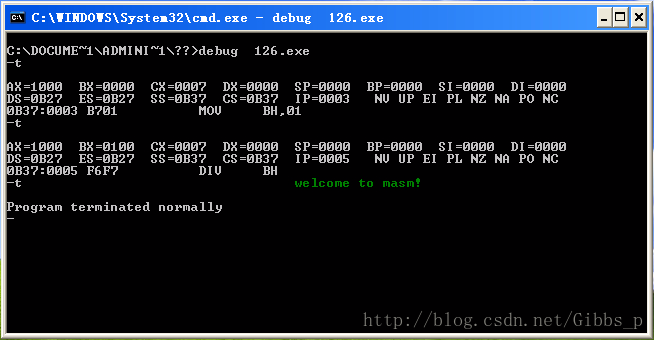 C:\WINDOWS\System32\cmd.exe - debug  126.exe
C:\DOCUME~1\ADMINI~1\??>debug  126.exe
-t
AX=1000  BX=0000  CX=0007  DX=0000  SP=0000  BP=0000  SI=0000  DI=0000
DS=0B27  ES=0B27  SS=0B37  CS=0B37  IP=0003   NV UP EI PL NZ NA PO NC
0B37:0003 B701          MOV     BH,01
-t
AX=1000  BX=0100  CX=0007  DX=0000  SP=0000  BP=0000  SI=0000  DI=0000
DS=0B27  ES=0B27  SS=0B37  CS=0B37  IP=0005   NV UP EI PL NZ NA PO NC
0B37:0005 F6F7          DIV     BH
-t                                  welcome to masm!
Program terminated normally
-
http://blog.csdn.net/Gibbs_p